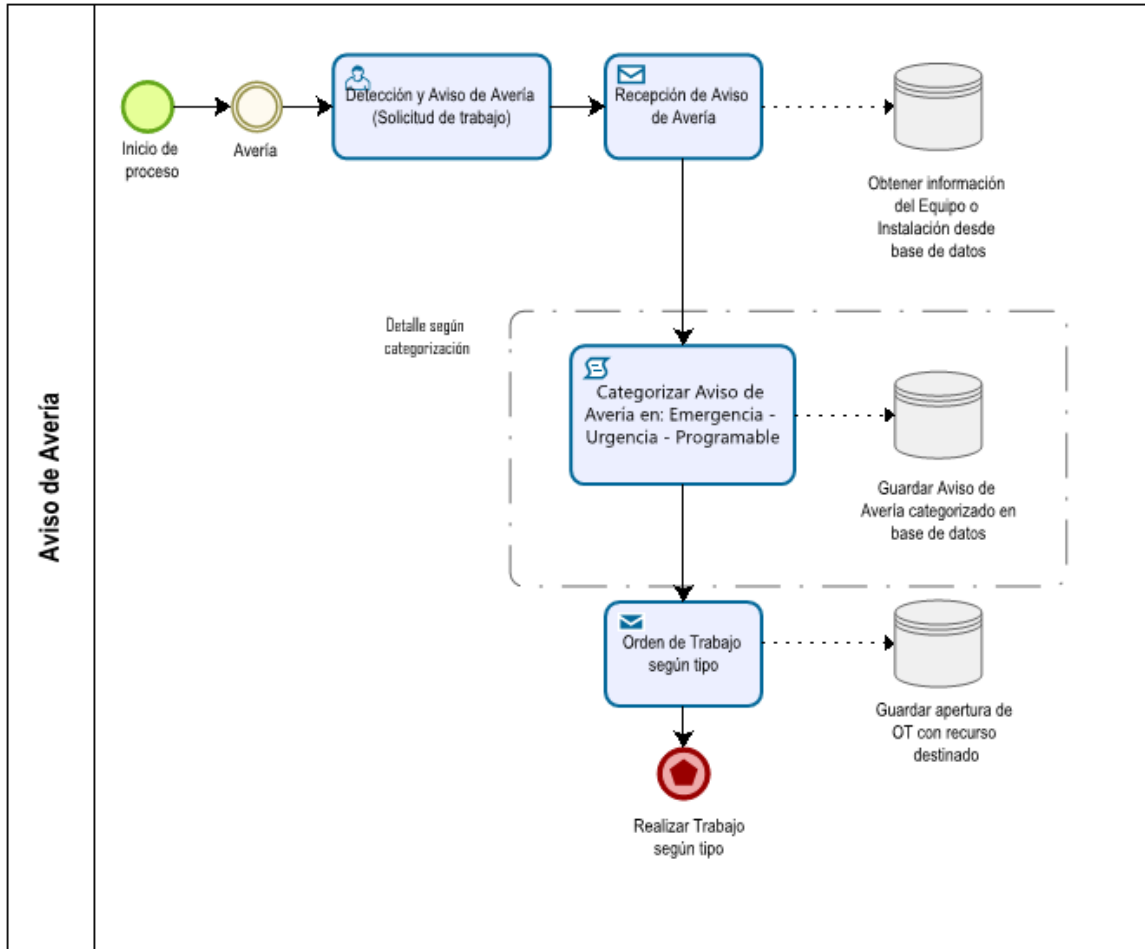 Aviso de Avería
Inicio de
proceso
Avería
Detección y Aviso de Avería
(Solicitud de trabajo)
Recepción de Aviso
de Avería
Obtener información
del Equipo o
Instalación desde
base de datos
Detalle según
categorización
Categorizar Aviso de
Avería en: Emergencia -
Urgencia - Programable
Guardar Aviso de
Avería categorizado en
base de datos
Orden de Trabajo
según tipo
Guardar apertura de
OT con recurso
destinado
Realizar Trabajo
según tipo